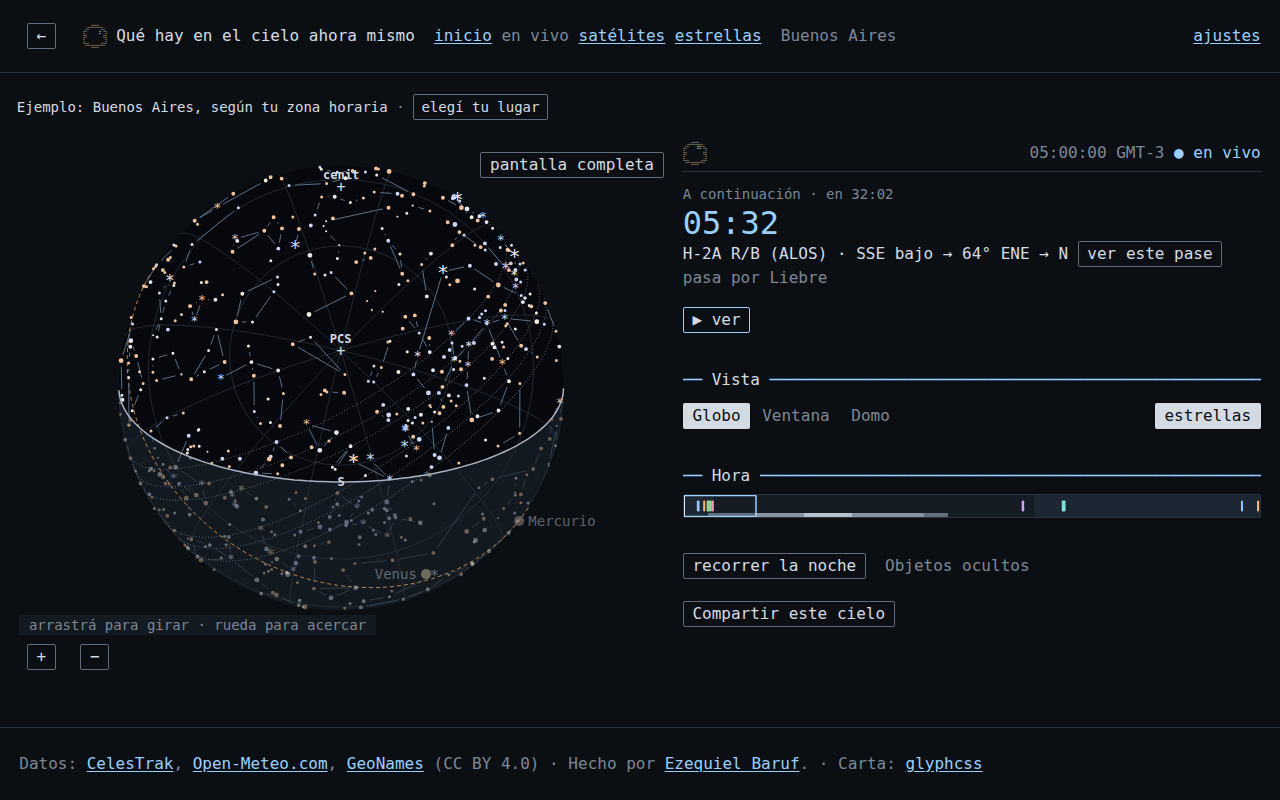 ← Qué hay en el cielo ahora mismo inicio en vivo satélites estrellas Buenos Aires ajustes
Ejemplo: Buenos Aires, según tu zona horaria · elegí tu lugar
pantalla completa
cenit
PCS
S
Mercurio
Venus
arrastrá para girar · rueda para acercar
+ −
05:00:00 GMT-3 ● en vivo
A continuación · en 32:02
05:32
H-2A R/B (ALOS) · SSE bajo → 64° ENE → N ver este pase
pasa por Liebre
▶ ver
Vista
Globo Ventana Domo estrellas
Hora
recorrer la noche Objetos ocultos
Compartir este cielo
Datos: CelesTrak, Open-Meteo.com, GeoNames (CC BY 4.0) · Hecho por Ezequiel Baruf. · Carta: glyphcss